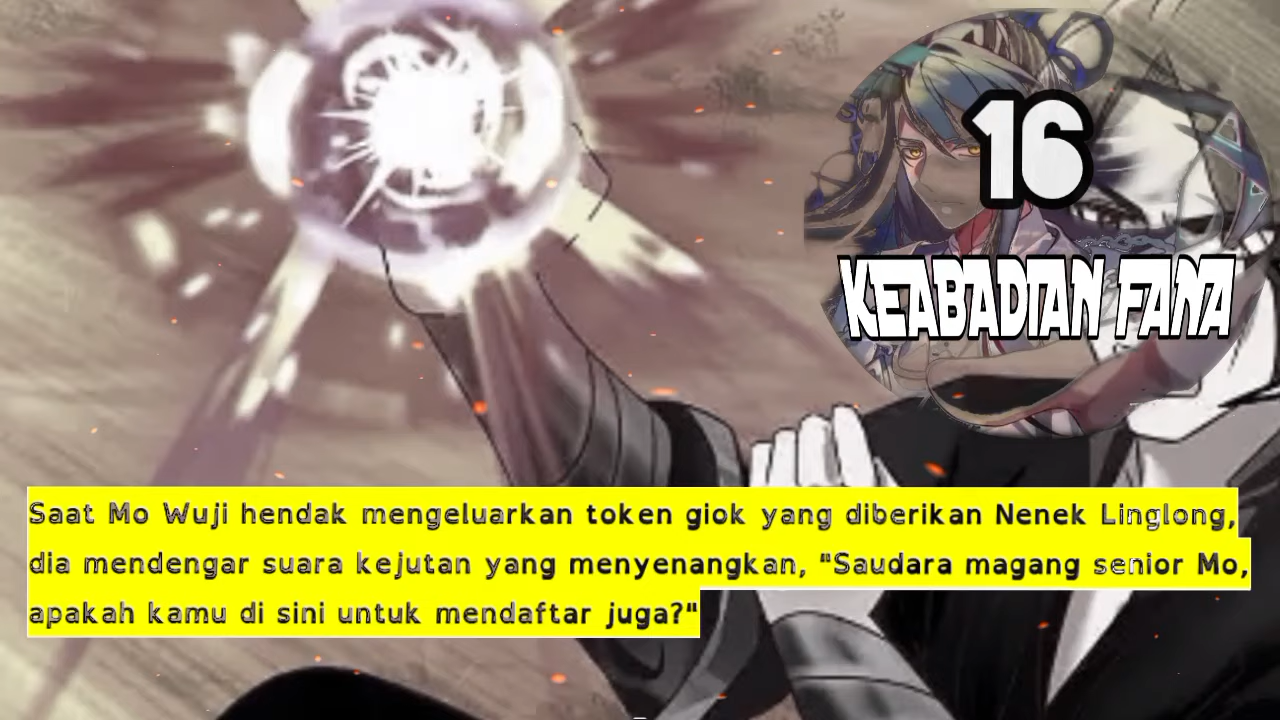 16
KEABADIAN FANA
Saat Mo Wuji hendak mengeluarkan token giok yang diberikan Nenek Linglong,
dia mendengar suara kejutan yang menyenangkan, "Saudara magang senior Mo,
apakah kamu di sini untuk mendaftar juga?"